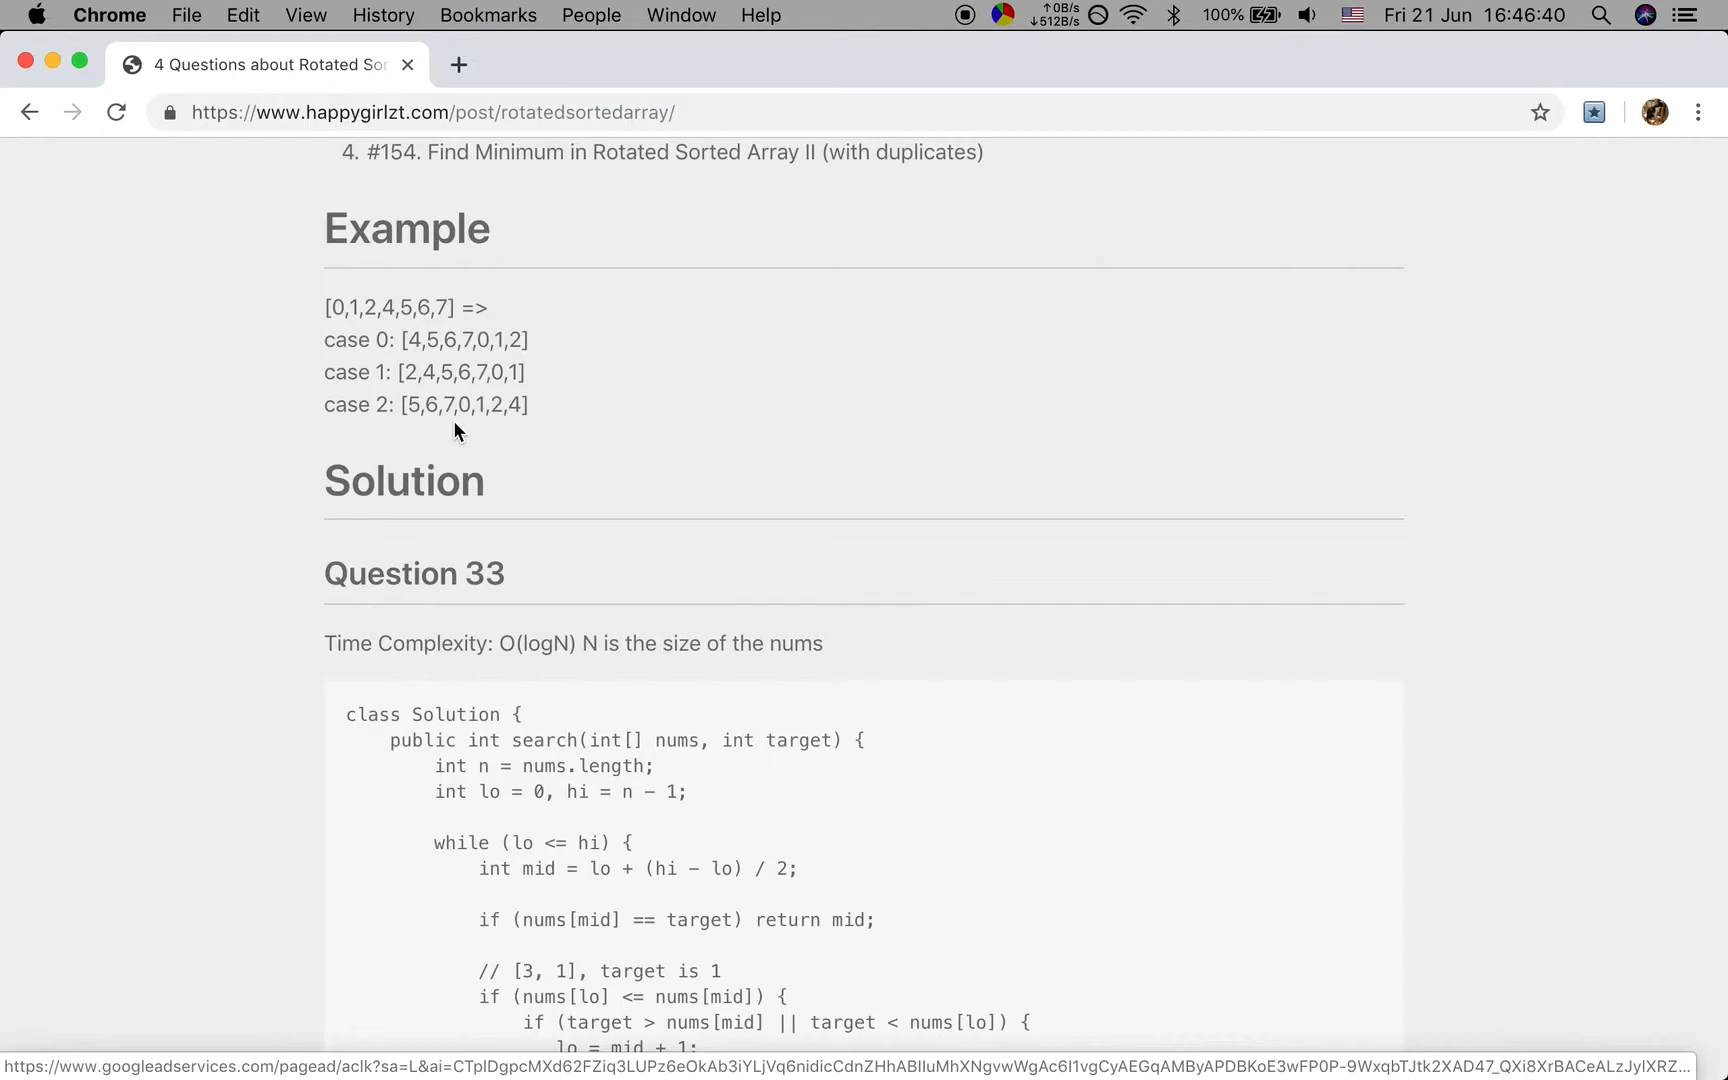 Chrome File Edit View History Bookmarks People Window Help ↑0B/s ↓512B/s 100% Fri 21 Jun 16:46:40
4 Questions about Rotated Sor
https://www.happygirlzt.com/post/rotatedsortedarray/
4. #154. Find Minimum in Rotated Sorted Array II (with duplicates)
Example
[0,1,2,4,5,6,7] =>
case 0: [4,5,6,7,0,1,2]
case 1: [2,4,5,6,7,0,1]
case 2: [5,6,7,0,1,2,4]
Solution
Question 33
Time Complexity: O(logN) N is the size of the nums
class Solution {
public int search(int[] nums, int target) {
int n = nums.length;
int lo = 0, hi = n - 1;
while (lo <= hi) {
int mid = lo + (hi - lo) / 2;
if (nums[mid] == target) return mid;
// [3, 1], target is 1
if (nums[lo] <= nums[mid]) {
if (target > nums[mid] || target < nums[lo]) {
lo = mid + 1;